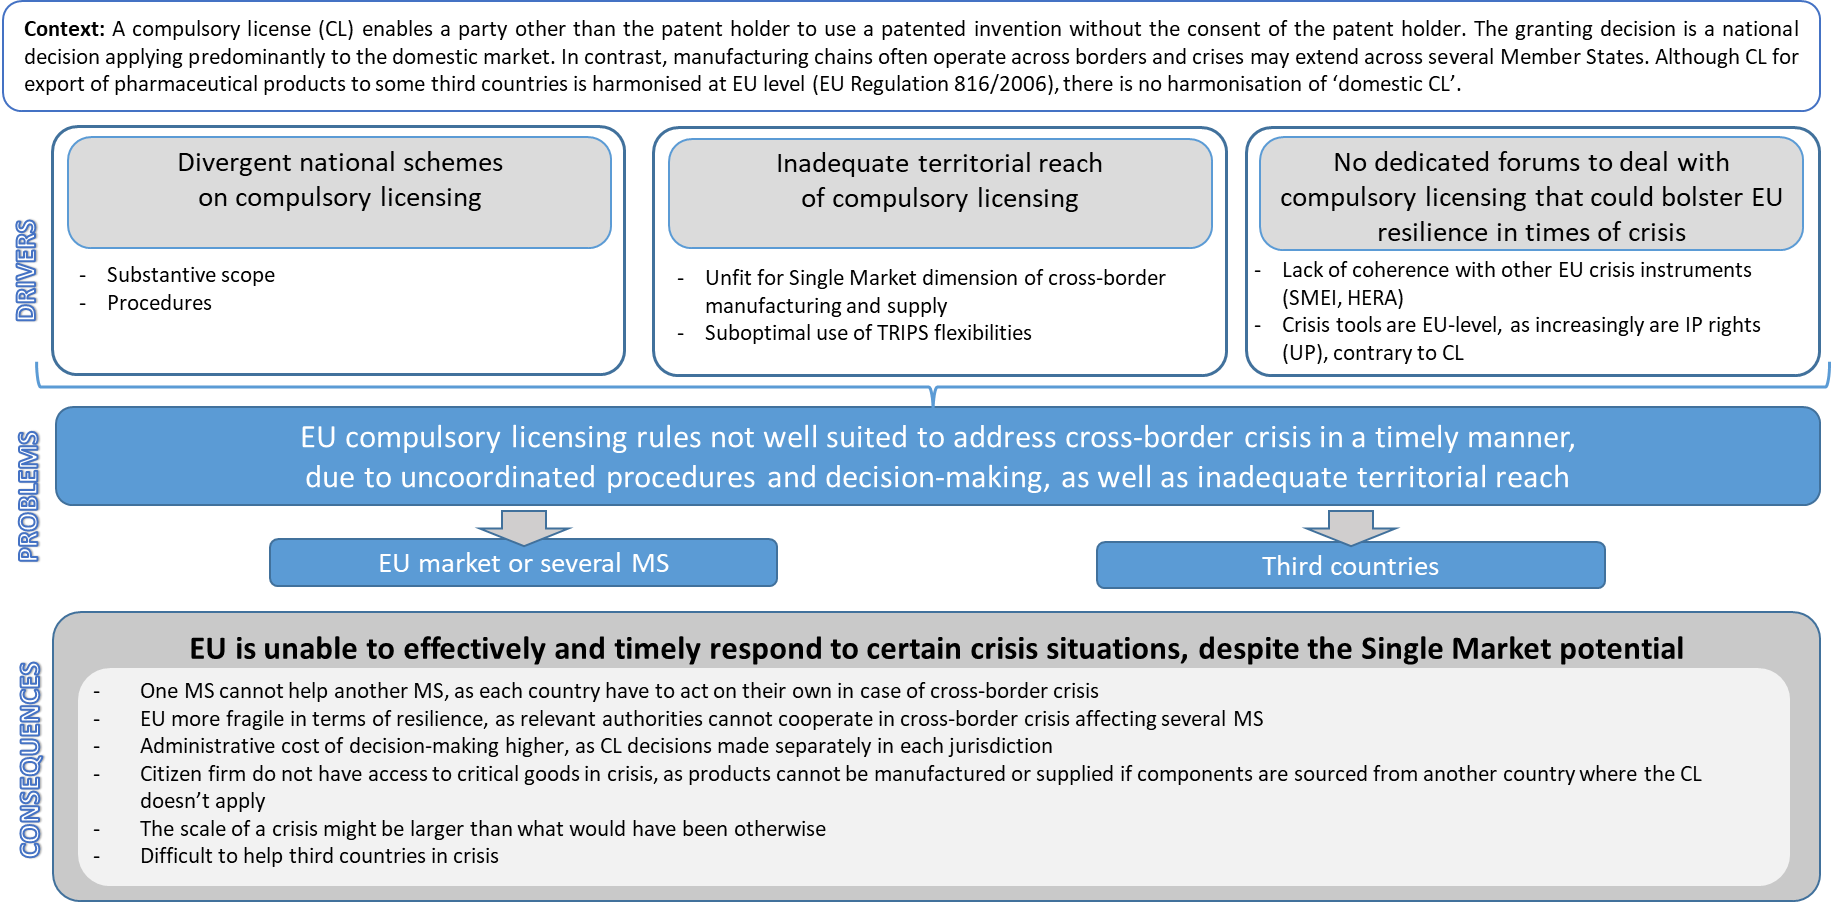 Context: A compulsory license (CL) enables a party other than the patent holder to use a patented invention without the consent of the patent holder. The granting decision is a national
decision applying predominantly to the domestic market. In contrast, manufacturing chains often operate across borders and crises may extend across several Member States. Although CL for
export of pharmaceutical products to some third countries is harmonised at EU level (EU Regulation 816/2006), there is no harmonisation of ‘domestic CL’.
DRIVERS
Divergent national schemes
on compulsory licensing
- Substantive scope
- Procedures
Inadequate territorial reach
of compulsory licensing
- Unfit for Single Market dimension of cross-border
manufacturing and supply
- Suboptimal use of TRIPS flexibilities
No dedicated forums to deal with
compulsory licensing that could bolster EU
resilience in times of crisis
- Lack of coherence with other EU crisis instruments
(SMEI, HERA)
- Crisis tools are EU-level, as increasingly are IP rights
(UP), contrary to CL
PROBLEMS
EU compulsory licensing rules not well suited to address cross-border crisis in a timely manner,
due to uncoordinated procedures and decision-making, as well as inadequate territorial reach
EU market or several MS
Third countries
CONSEQUENCES
EU is unable to effectively and timely respond to certain crisis situations, despite the Single Market potential
- One MS cannot help another MS, as each country have to act on their own in case of cross-border crisis
- EU more fragile in terms of resilience, as relevant authorities cannot cooperate in cross-border crisis affecting several MS
- Administrative cost of decision-making higher, as CL decisions made separately in each jurisdiction
- Citizen firm do not have access to critical goods in crisis, as products cannot be manufactured or supplied if components are sourced from another country where the CL
doesn’t apply
- The scale of a crisis might be larger than what would have been otherwise
- Difficult to help third countries in crisis